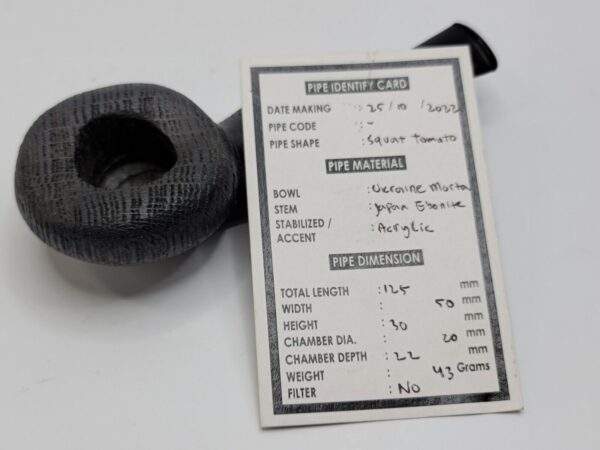 PIPE IDENTIFY CARD
DATE MAKING : 25/10/2022
PIPE CODE : -
PIPE SHAPE : Squat Tomato
PIPE MATERIAL
BOWL : Ukraine Morta
STEM : Japan Ebonite
STABILIZED / ACCENT : Acrylic
PIPE DIMENSION
TOTAL LENGTH : 125 mm
WIDTH : 50 mm
HEIGHT : 30 mm
CHAMBER DIA. : 20 mm
CHAMBER DEPTH : 22 mm
WEIGHT : 43 Grams
FILTER : No